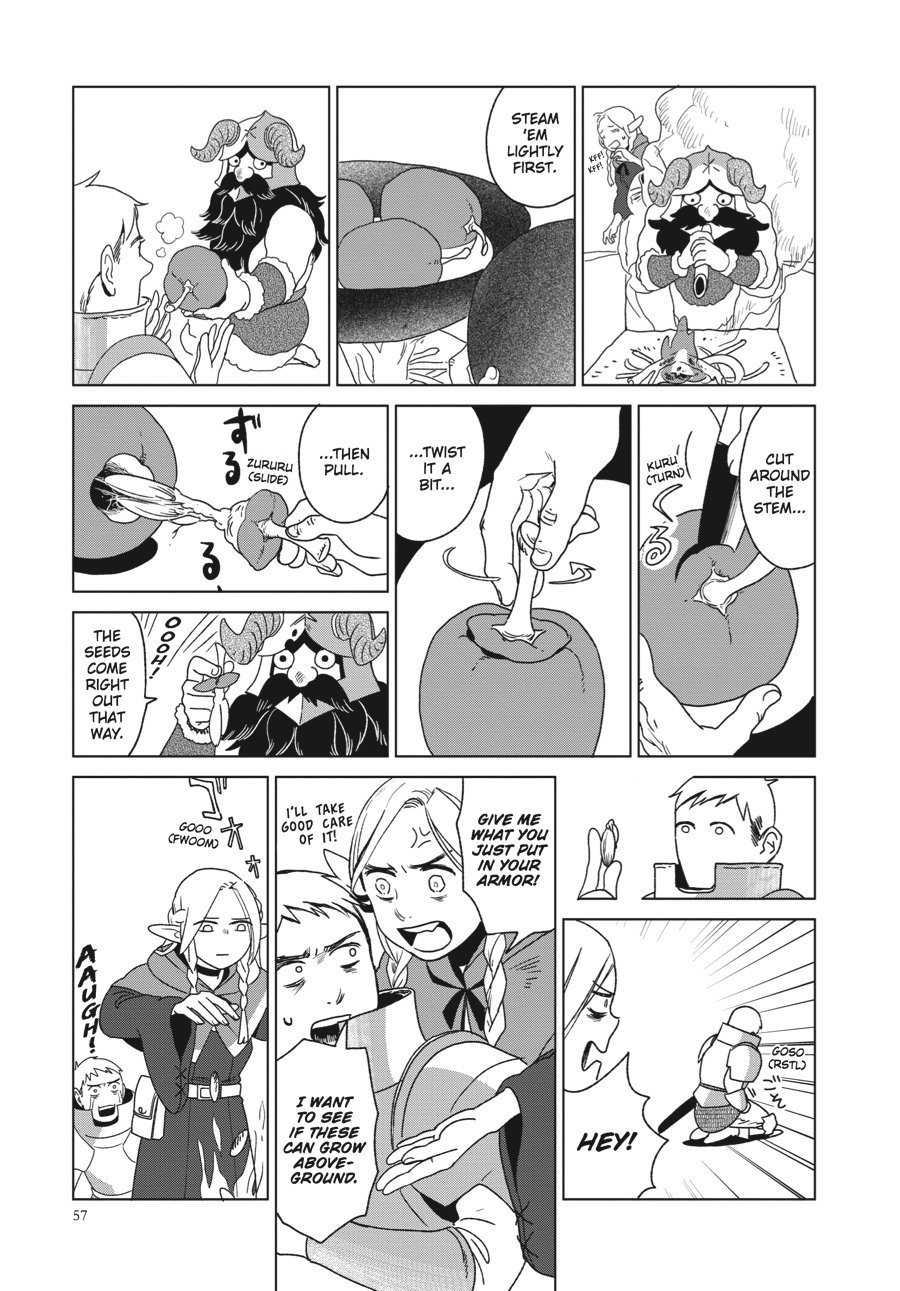 KFF!
KFF!
STEAM
'EM
LIGHTLY
FIRST.
CUT
AROUND
THE
STEM...
KURU
(TURN)
...TWIST
IT A
BIT...
...THEN
PULL.
ずるる、
ZURURU
(SLIDE)
OOOH!
THE
SEEDS
COME
RIGHT
OUT
THAT
WAY.
GOSO
(RSTL)
HEY!
GIVE ME
WHAT YOU
JUST PUT
IN YOUR
ARMOR!
I'LL TAKE
GOOD CARE
OF IT!
I WANT
TO SEE
IF THESE
CAN GROW
ABOVE-
GROUND.
GOOO
(FWOOM)
AAUGH!
57